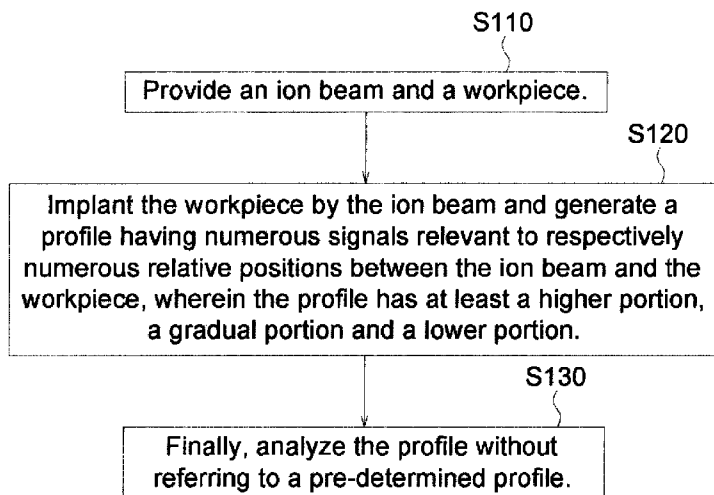 S110
Provide an ion beam and a workpiece.
S120
Implant the workpiece by the ion beam and generate a
profile having numerous signals relevant to respectively
numerous relative positions between the ion beam and the
workpiece, wherein the profile has at least a higher portion,
a gradual portion and a lower portion.
S130
Finally, analyze the profile without
referring to a pre-determined profile.